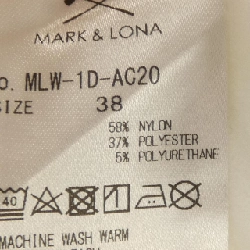 MARK & LONA
o. MLW-1D-AC20
SIZE 38
58% NYLON
37% POLYESTER
5% POLYURETHANE
40
MACHINE WASH WARM